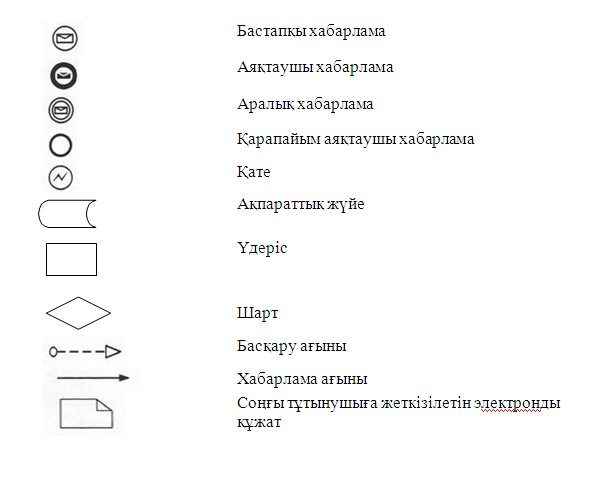 Бастапқы хабарлама
Аяқтаушы хабарлама
Аралық хабарлама
Қарапайым аяқтаушы хабарлама
Қате
Ақпараттық жүйе
Үдеріс
Шарт
Басқару ағыны
Хабарлама ағыны
Соңғы тұтынушыға жеткізілетін электронды
құжат